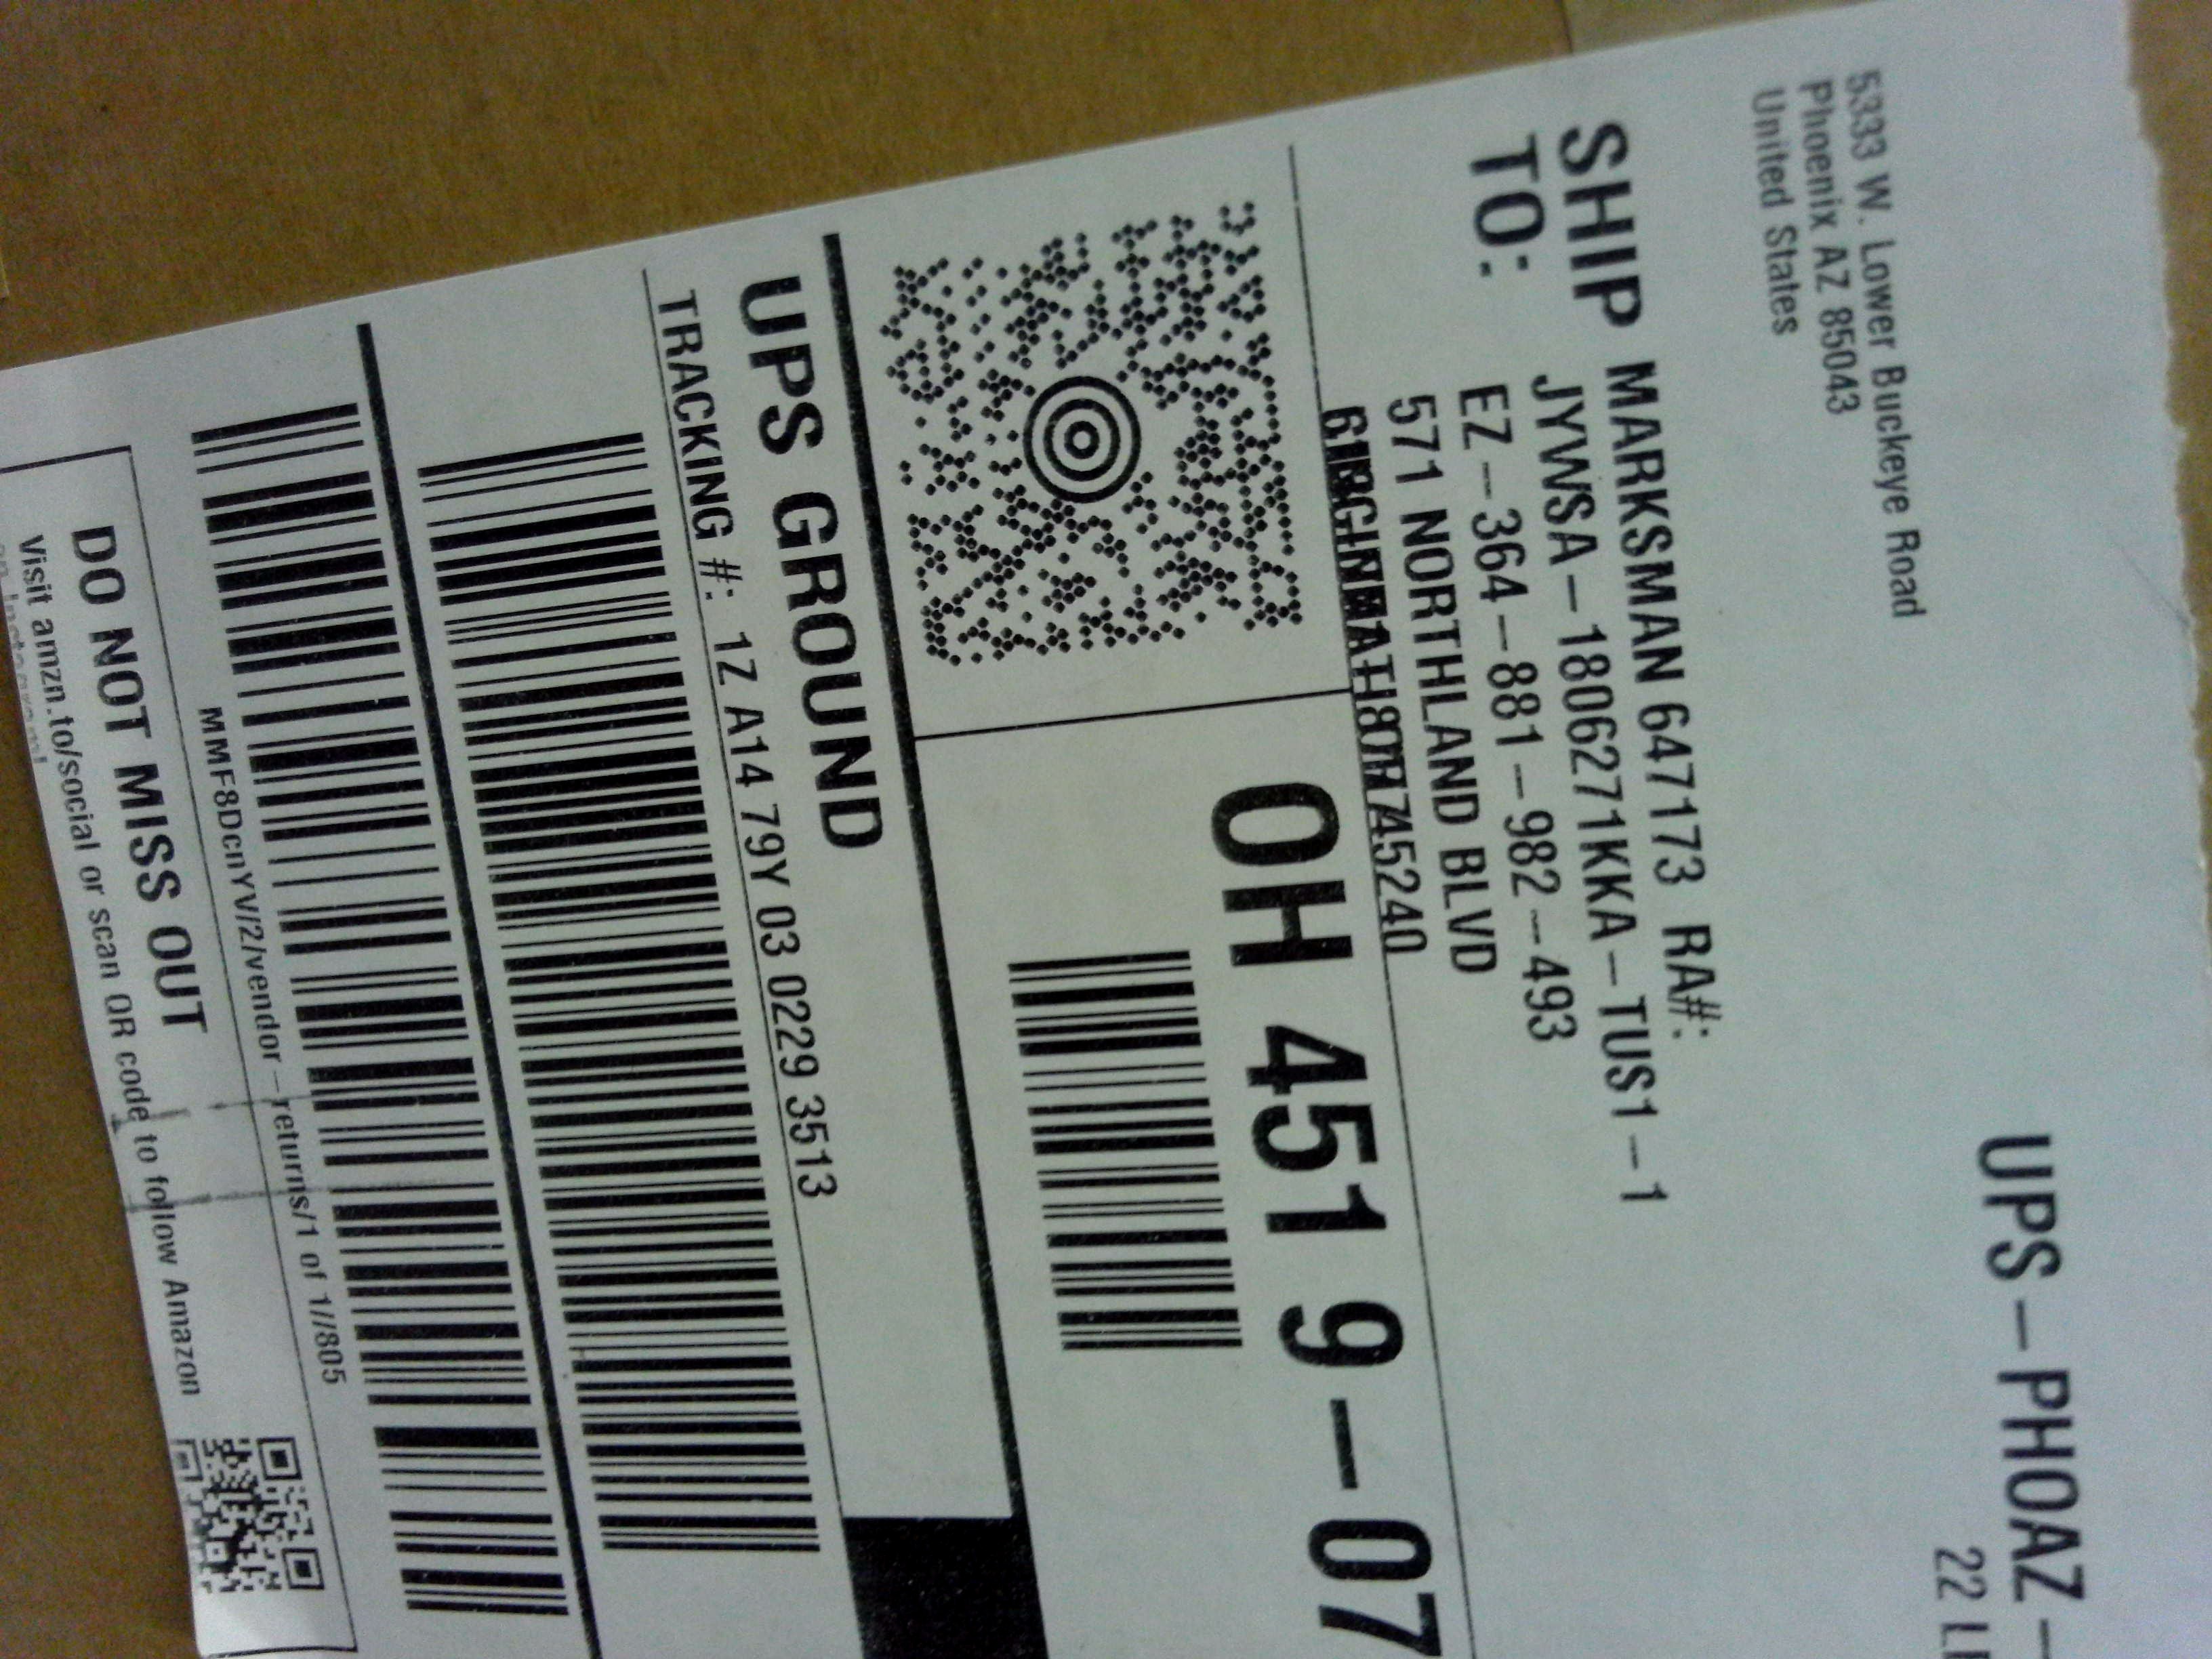 5333 W. Lower Buckeye Road
Phoenix AZ 85043
United States
UPS-PHOAZ-
22
SHIP TO:
MARKSMAN 647173 RA#:
JYWSA-1806271KKA-TUS1-1
EZ-364-881-982-493
571 NORTHLAND BLVD
45240
OH 451 9-07
UPS GROUND
TRACKING #: 1Z A14 79Y 03 0229 3513
MMF8DcnYV/2/vendor-returns/1 of 1//805
DO NOT MISS OUT
Visit amzn.to/social or scan QR code to follow Amazon